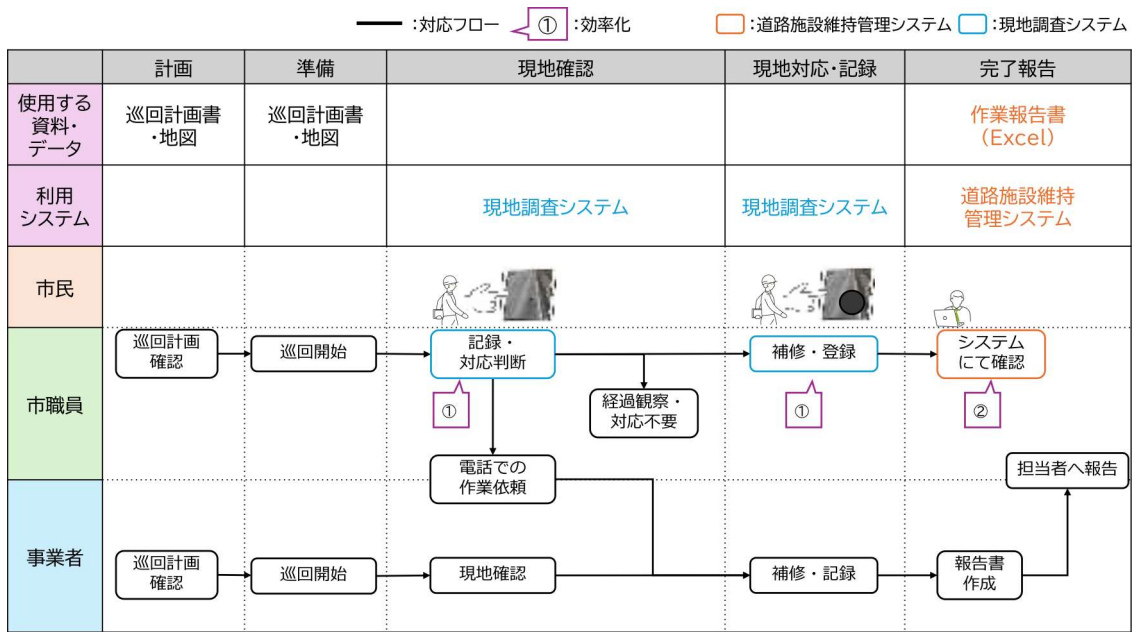 :対応フロー
①
:効率化
:道路施設維持管理システム
:現地調査システム
計画
準備
現地確認
現地対応・記録
完了報告
使用する
資料・
データ
巡回計画書
・地図
巡回計画書
・地図
作業報告書
(Excel)
利用
システム
現地調査システム
現地調査システム
道路施設維持
管理システム
市民
市職員
巡回計画
確認
巡回開始
記録・
対応判断
補修・登録
システム
にて確認
①
経過観察・
対応不要
①
②
電話での
作業依頼
担当者へ報告
事業者
巡回計画
確認
巡回開始
現地確認
補修・記録
報告書
作成